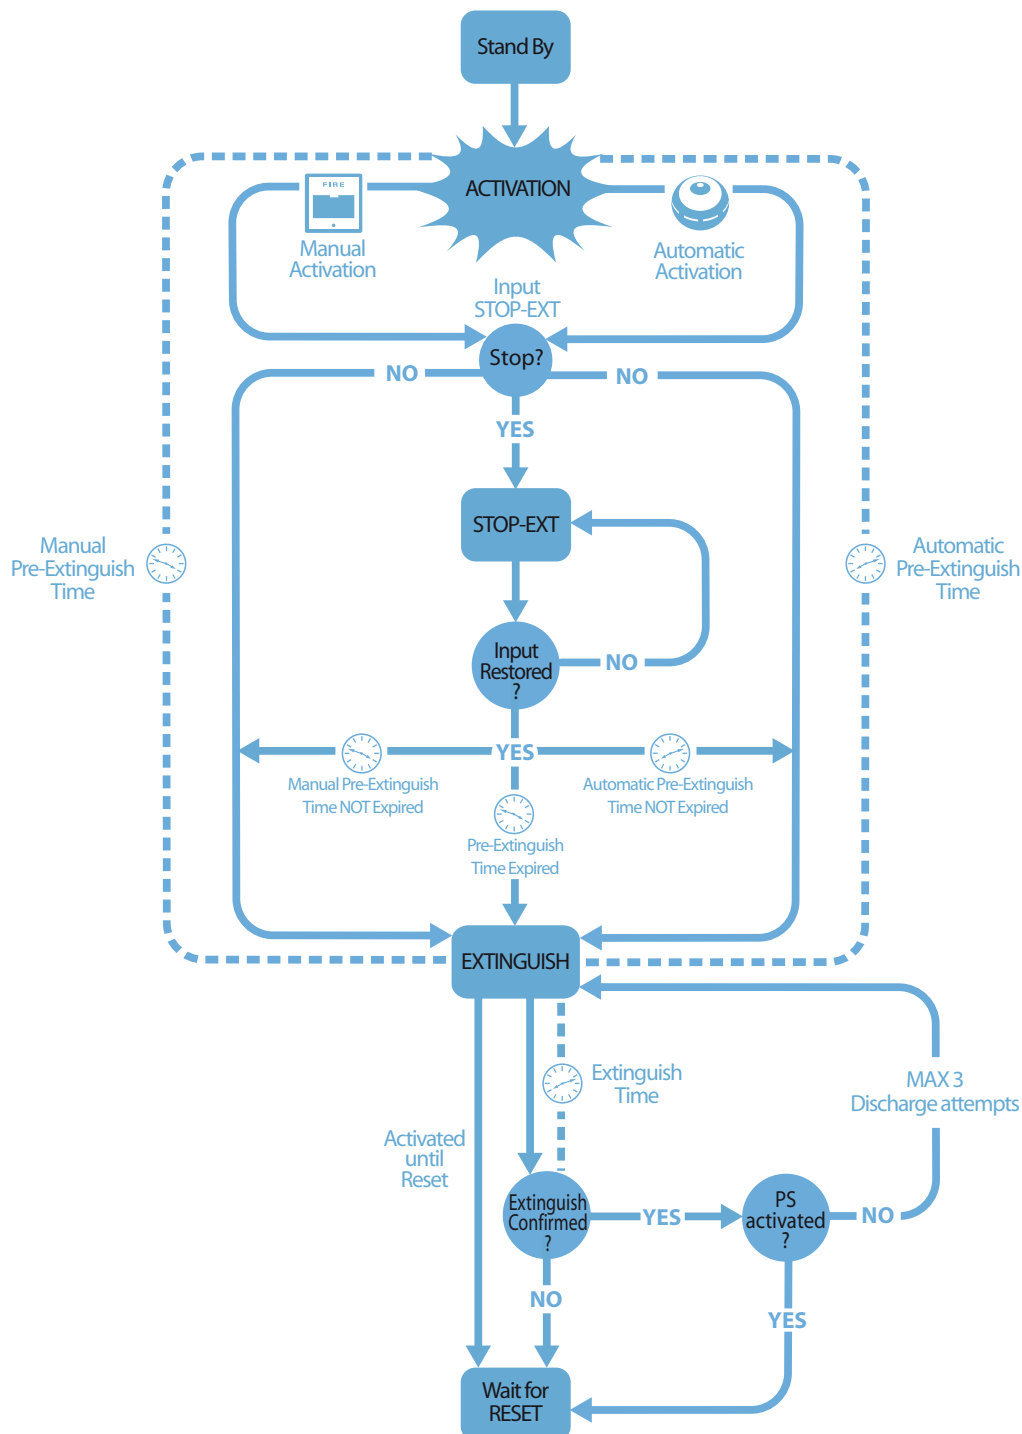 Stand By
ACTIVATION
FIRE
Manual
Activation
Automatic
Activation
Input
STOP-EXT
Stop?
NO
NO
YES
STOP-EXT
Manual
Pre-Extinguish
Time
Automatic
Pre-Extinguish
Time
Input
Restored
?
NO
YES
Manual Pre-Extinguish
Time NOT Expired
Automatic Pre-Extinguish
Time NOT Expired
Pre-Extinguish
Time Expired
EXTINGUISH
Extinguish
Time
MAX 3
Discharge attempts
Activated
until
Reset
Extinguish
Confirmed
?
YES
PS
activated
?
NO
NO
YES
Wait for
RESET